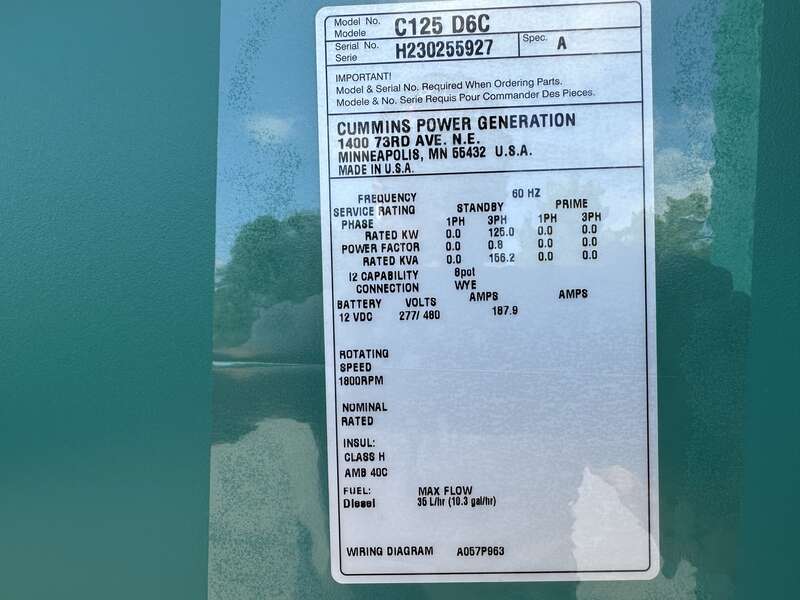 Model No. C125 D6C
Modele
Serial No. H230255927 Spec. A
Serie
IMPORTANT!
Model & Serial No. Required When Ordering Parts.
Modele & No. Serie Requis Pour Commander Des Pieces.
CUMMINS POWER GENERATION
1400 73RD AVE. N.E.
MINNEAPOLIS, MN 55432 U.S.A.
MADE IN U.S.A.
FREQUENCY 60 HZ
SERVICE RATING STANDBY PRIME
PHASE 1PH 3PH 1PH 3PH
RATED KW 0.0 125.0 0.0 0.0
POWER FACTOR 0.0 0.8 0.0 0.0
RATED KVA 0.0 156.2 0.0 0.0
I2 CAPABILITY 8pct
CONNECTION WYE
BATTERY VOLTS AMPS AMPS
12 VDC 277/ 480 187.9
ROTATING
SPEED
1800RPM
NOMINAL
RATED
INSUL:
CLASS H
AMB 40C
FUEL: MAX FLOW
Diesel 35 L/hr (10.3 gal/hr)
WIRING DIAGRAM A057P963